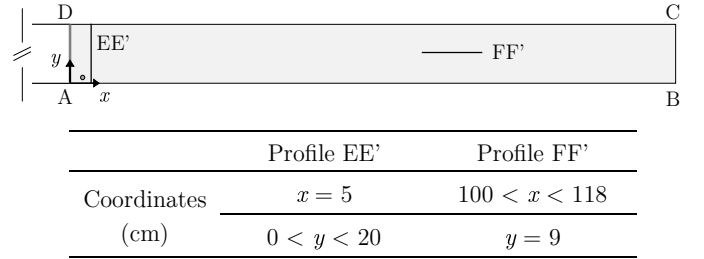 D
C
EE'
FF'
y
A
x
B
Profile EE' Profile FF'
Coordinates (cm)
x = 5 100 < x < 118
0 < y < 20 y = 9